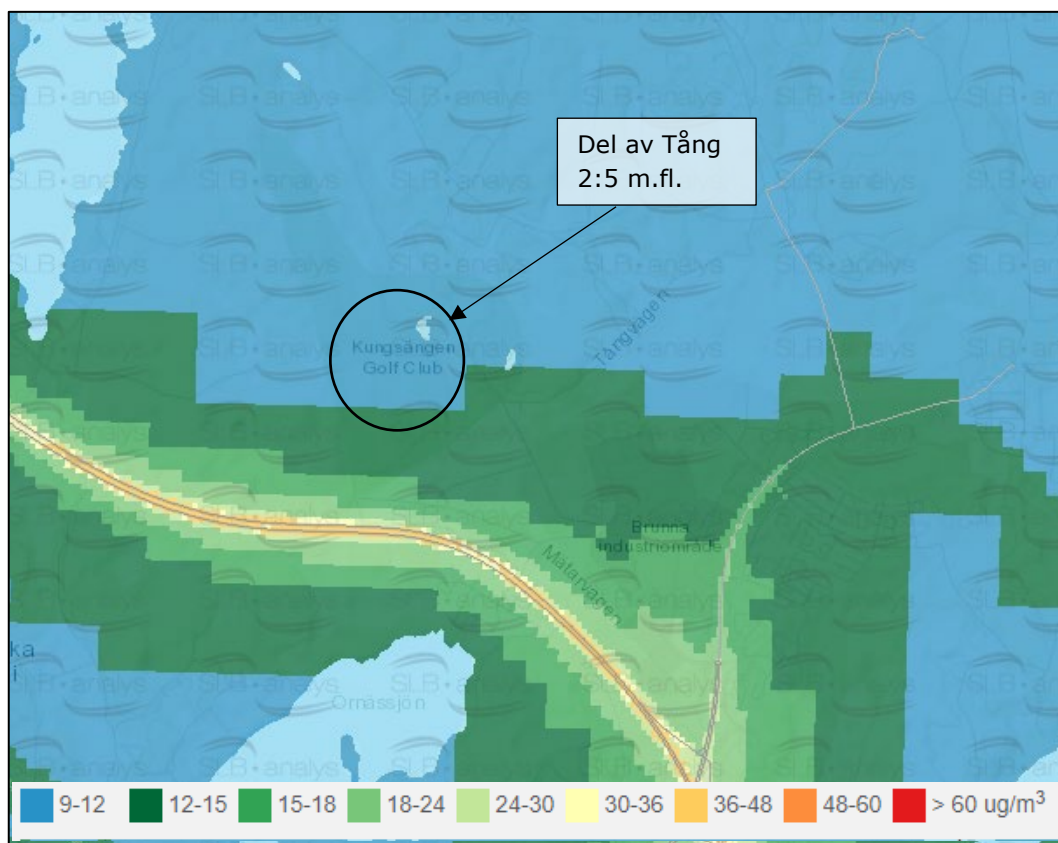 SLB•analys
Del av Tång
2:5 m.fl.
Tångvägen
Kungsängen
Golf Club
Brunna
industriområde
Mätarvägen
ka
i
Örnässjön
9-12 12-15 15-18 18-24 24-30 30-36 36-48 48-60 > 60 ug/m³